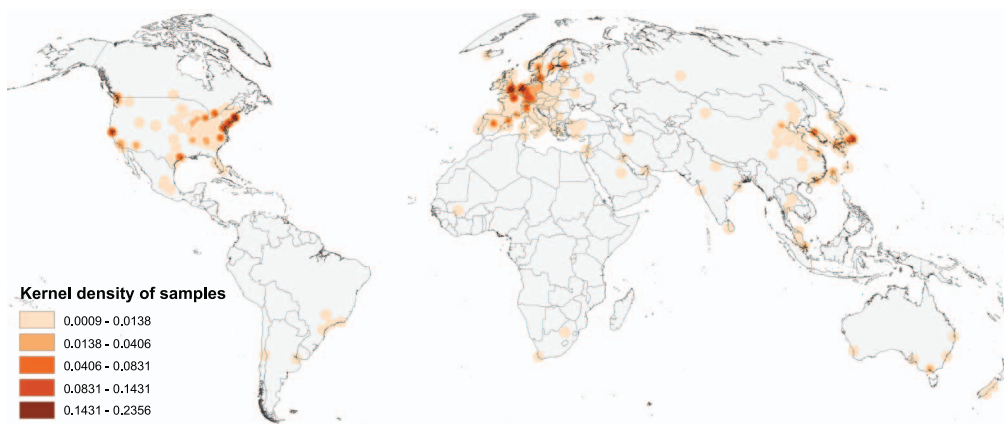 Kernel density of samples
0.0009 - 0.0138
0.0138 - 0.0406
0.0406 - 0.0831
0.0831 - 0.1431
0.1431 - 0.2356